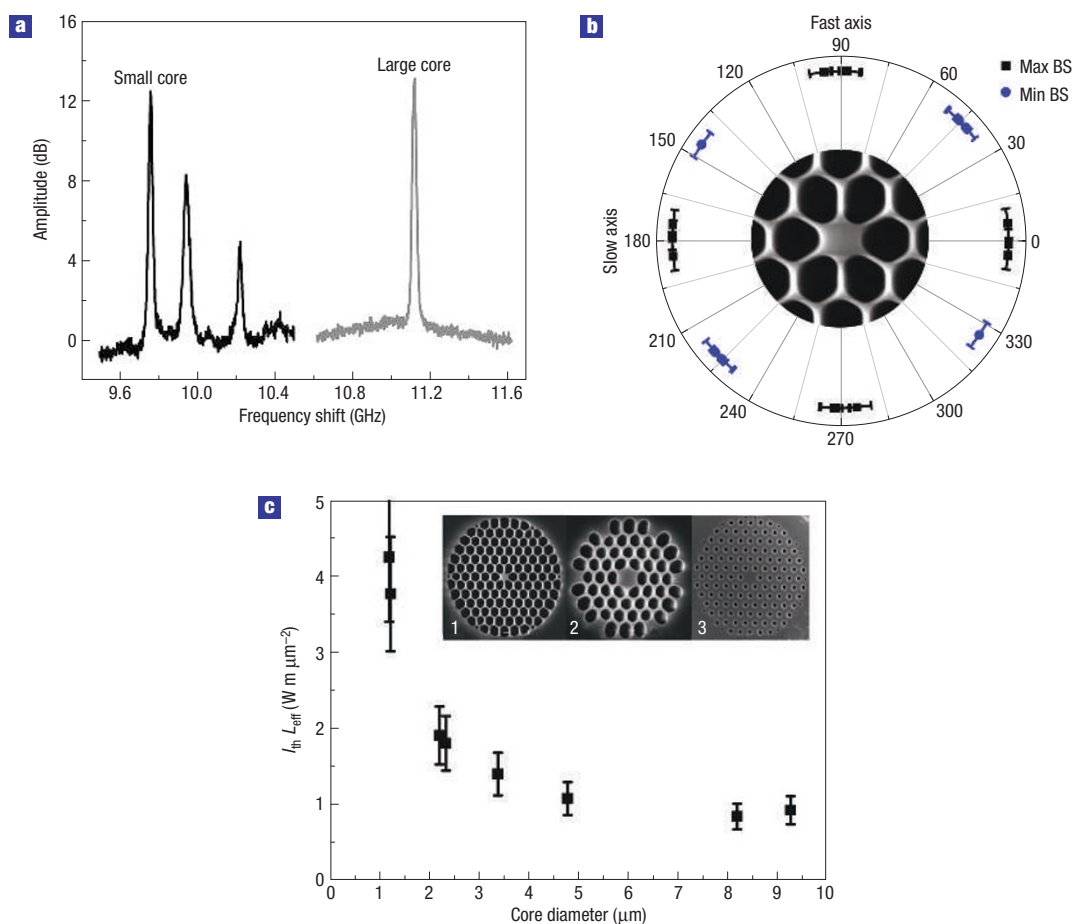 a
16
12
8
4
0
Amplitude (dB)
Small core
Large core
9.6 10.0 10.4 10.8 11.2 11.6
Frequency shift (GHz)
b
Fast axis
90
120 60
150 30
Slow axis
180 0
210 330
240 300
270
Max BS
Min BS
c
5
4
3
2
1
0
I th L eff (W m μm−2)
1 2 3
0 1 2 3 4 5 6 7 8 9 10
Core diameter (μm)